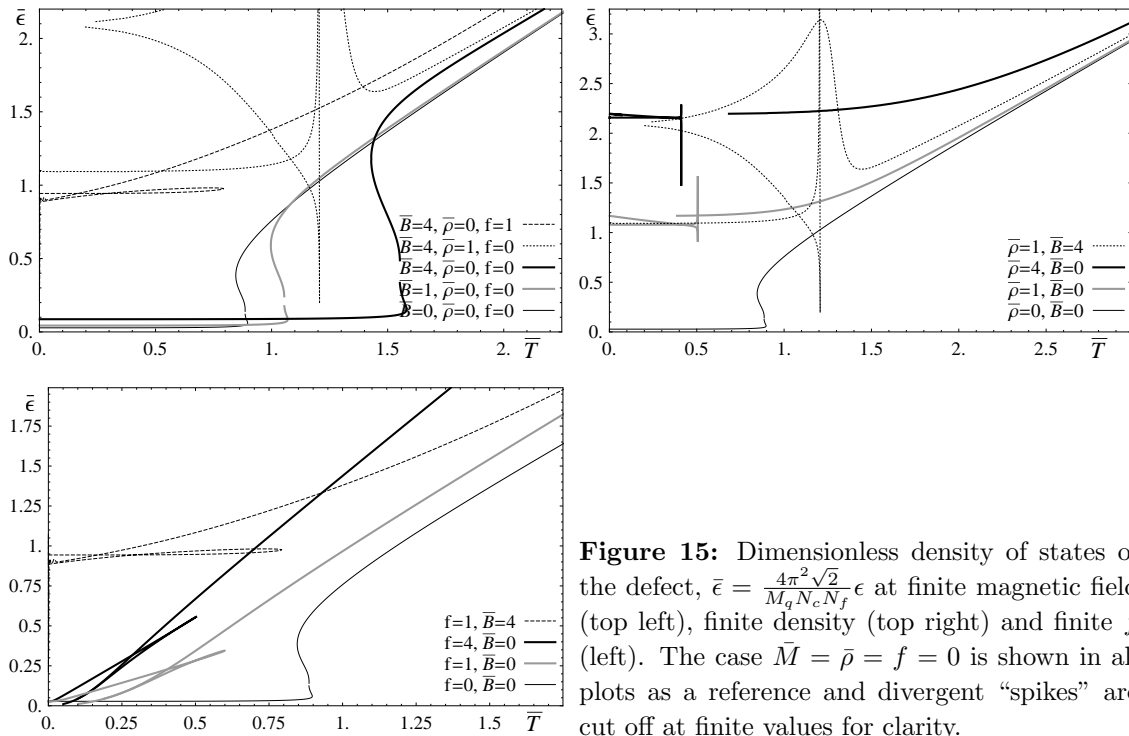 ε̄
2.
1.5
1.
0.5
0.
0.
0.5
1.
1.5
2.
T̄
B̄=4, ρ̄=0, f=1
B̄=4, ρ̄=1, f=0
B̄=4, ρ̄=0, f=0
B̄=1, ρ̄=0, f=0
B̄=0, ρ̄=0, f=0
ε̄
3.
2.5
2.
1.5
1.
0.5
0.
0.
0.5
1.
1.5
2.
2.5
T̄
ρ̄=1, B̄=4
ρ̄=4, B̄=0
ρ̄=1, B̄=0
ρ̄=0, B̄=0
ε̄
1.75
1.5
1.25
1.
0.75
0.5
0.25
0.
0.
0.25
0.5
0.75
1.
1.25
1.5
T̄
f=1, B̄=4
f=4, B̄=0
f=1, B̄=0
f=0, B̄=0
Figure 15: Dimensionless density of states o
the defect, ε̄ = 4π²√2/(M_q N_c N_f) ε at finite magnetic field
(top left), finite density (top right) and finite
(left). The case M̄ = ρ̄ = f = 0 is shown in al
plots as a reference and divergent “spikes” are
cut off at finite values for clarity.